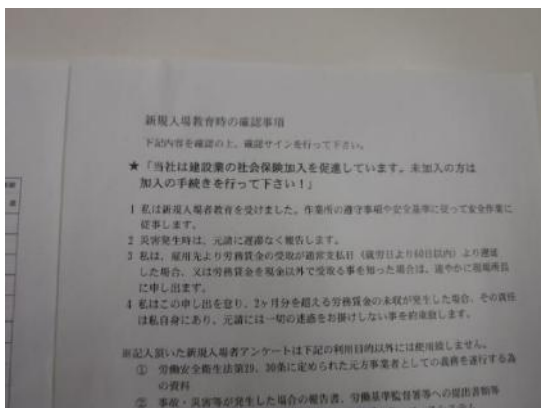 新規入場教育時の確認事項
下記内容を確認の上、確認サインを行って下さい。
★「当社は建設業の社会保険加入を促進しています。未加入の方は
加入の手続きを行って下さい!」
1 私は新規入場者教育を受けました。作業所の遵守事項や安全基準に従って安全作業に
従事します。
2 災害発生時は、元請に遅滞なく報告します。
3 私は、雇用先より労務賃金の受取が通常支払日(就労日より60日以内)より遅延
した場合、又は労務賃金を現金以外で受取る事を知った場合は、速やかに現場所長
に申し出ます。
4 私はこの申し出を怠り、2ヶ月分を超える労務賃金の未収が発生した場合、その責任
は私自身にあり、元請には一切の迷惑をお掛けしない事を約束致します。
※記入頂いた新規入場者アンケートは下記の利用目的以外には使用致しません。
① 労働安全衛生法第29、30条に定められた元方事業者としての義務を遂行する為
の資料
② 事故・災害等が発生した場合の報告書、労働基準監督署等への提出書類等